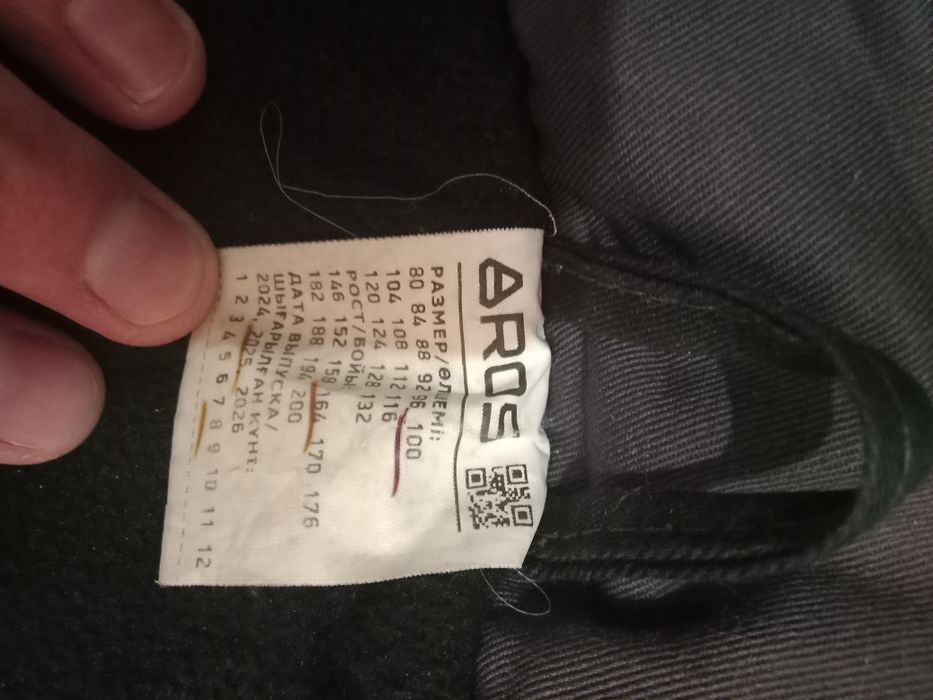 AROS
РАЗМЕР/ӨЛШЕМІ:
80 84 88 92 96 100
104 108 112 116
120 124 128 132
РОСТ/БОЙЫ
146 152 158 164 170 176
182 188 194 200
ДАТА ВЫПУСКА/
ШЫҒАРЫЛҒАН КҮНІ:
2024, 2025, 2026
1 2 3 4 5 6 7 8 9 10 11 12